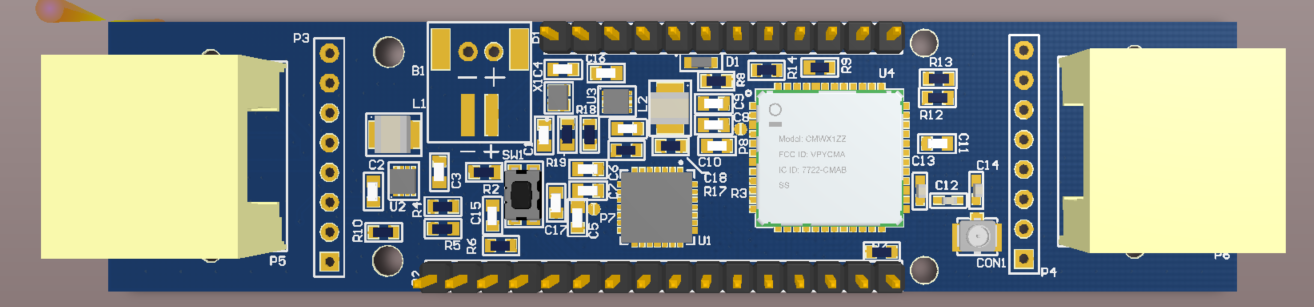 P3
B1
L1
P1
X1
C4
C16
U3
R18
L2
D1
R8
R14
R9
U4
R13
R12
C9
C8
P8
C11
C13
C14
C12
Model: CMWX1ZZ
FCC ID: VPYCMA
IC ID: 7722-CMAB
SS
C10
C18
R17
R3
R19
SW1
C2
U2
C3
R2
R4
C15
C6
C7
P7
C17
C5
U1
R10
R5
R6
P5
CON1
P4
P6